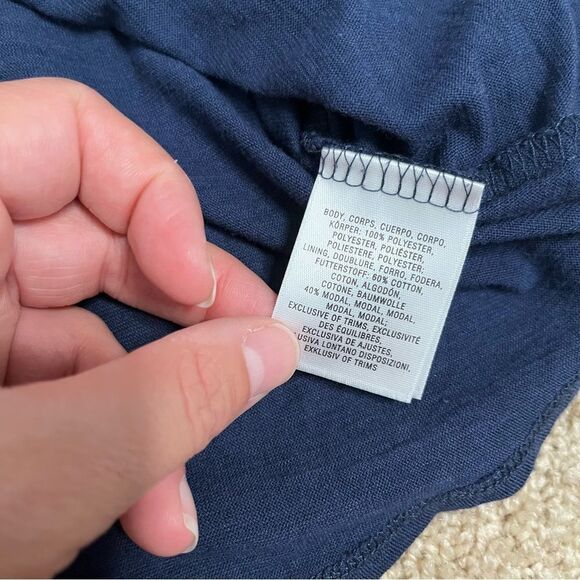 BODY, CORPS, CUERPO, CORPO,
KÖRPER: 100% POLYESTER,
POLYESTER, POLIÉSTER,
POLIESTERE, POLYESTER;
LINING, DOUBLURE, FORRO, FODERA,
FÜTTERSTOFF: 60% COTTON,
COTON, ALGODÓN,
COTONE, BAUMWOLLE
40% MODAL, MODAL, MODAL,
MODAL, MODAL;
EXCLUSIVE OF TRIMS, EXCLUSIVITÉ
DES ÉQUILIBRES,
EXCLUSIVA DE AJUSTES,
LONTANO DISPOSIZIONI,
EXKLUSIV OF TRIMS